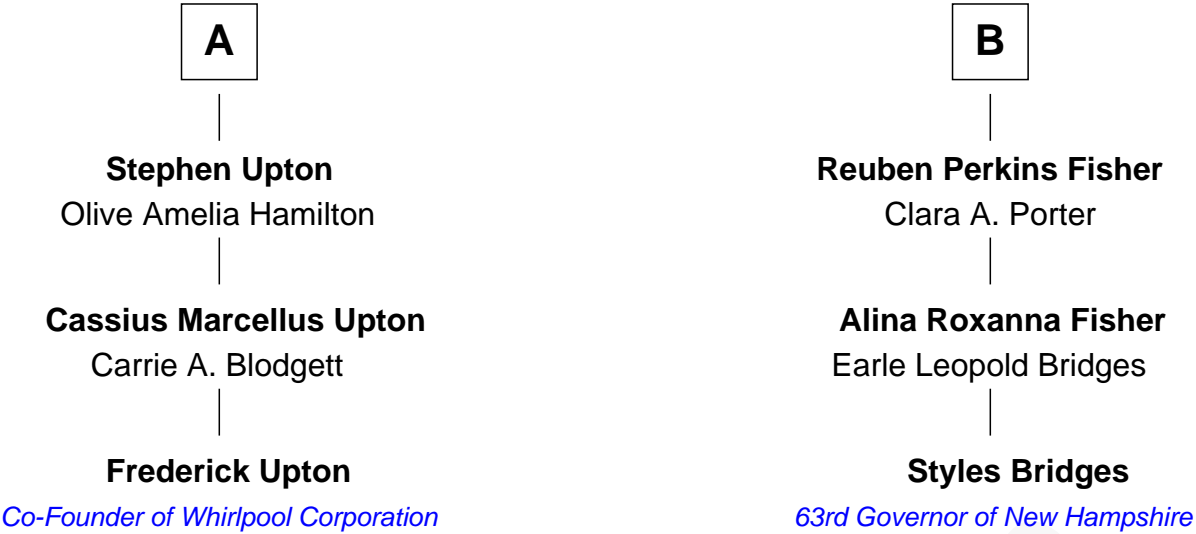 A
Stephen Upton
Olive Amelia Hamilton
Cassius Marcellus Upton
Carrie A. Blodgett
Frederick Upton
Co-Founder of Whirlpool Corporation
B
Reuben Perkins Fisher
Clara A. Porter
Alina Roxanna Fisher
Earle Leopold Bridges
Styles Bridges
63rd Governor of New Hampshire